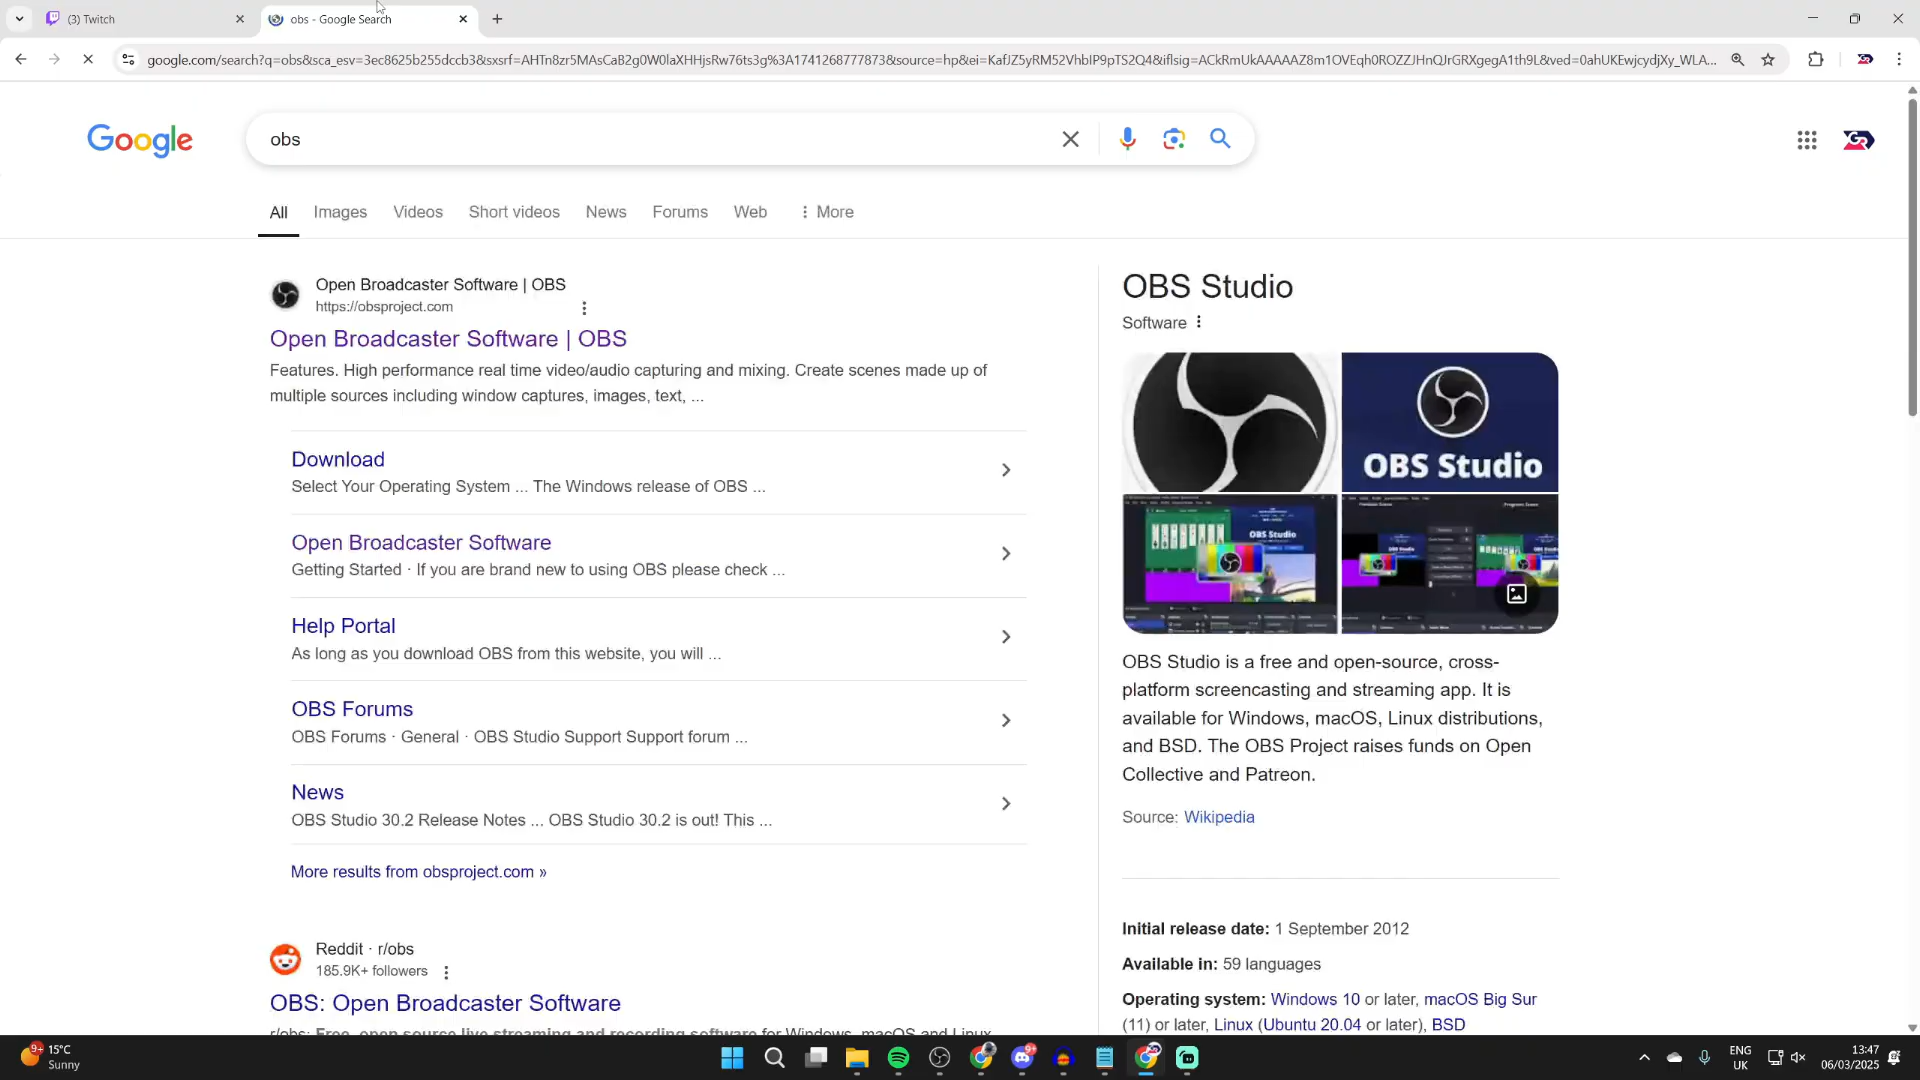 (3) Twitch
obs - Google Search
google.com/search?q=obs&sca_esv=3ec8625b255dccb3&sxsrf=AHTn8zr5MAsCaB2g0W0laXHHjsRw76ts3g%3A1741268777873&source=hp&ei=KafJZ5yRM52VhbIP9pTS2Q4&iflsig=ACkRmUkAAAAAZ8m1OVEqh0ROZZJHnQJrGRXgegA1th9L&ved=0ahUKEwjcydjXy_WLA...
Google
obs
All
Images
Videos
Short videos
News
Forums
Web
More
Open Broadcaster Software | OBS
https://obsproject.com
Open Broadcaster Software | OBS
Features. High performance real time video/audio capturing and mixing. Create scenes made up of
multiple sources including window captures, images, text, ...
Download
Select Your Operating System ... The Windows release of OBS ...
Open Broadcaster Software
Getting Started · If you are brand new to using OBS please check ...
Help Portal
As long as you download OBS from this website, you will ...
OBS Forums
OBS Forums · General · OBS Studio Support Support forum ...
News
OBS Studio 30.2 Release Notes ... OBS Studio 30.2 is out! This ...
More results from obsproject.com »
Reddit · r/obs
185.9K+ followers
OBS: Open Broadcaster Software
r/obs: Free, open source live streaming and recording software for Windows, macOS and Linux
OBS Studio
Software
OBS Studio
OBS Studio
OBS Studio is a free and open-source, cross-
platform screencasting and streaming app. It is
available for Windows, macOS, Linux distributions,
and BSD. The OBS Project raises funds on Open
Collective and Patreon.
Source: Wikipedia
Initial release date: 1 September 2012
Available in: 59 languages
Operating system: Windows 10 or later, macOS Big Sur
(11) or later, Linux (Ubuntu 20.04 or later), BSD
9+
15°C
Sunny
9+
ENG
UK
13:47
06/03/2025